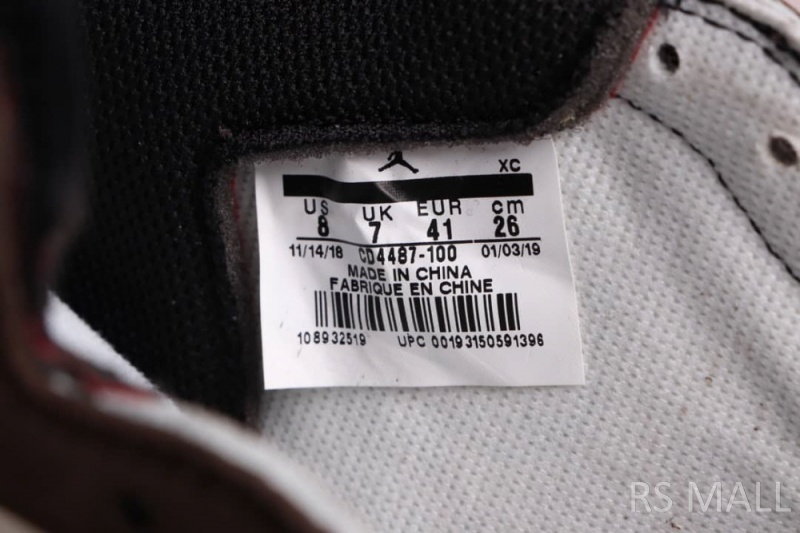 XC
US UK EUR cm
8 7 41 26
11/14/18 CD4487-100 01/03/19
MADE IN CHINA
FABRIQUE EN CHINE
108932519 UPC 00193150591396
RS MALL